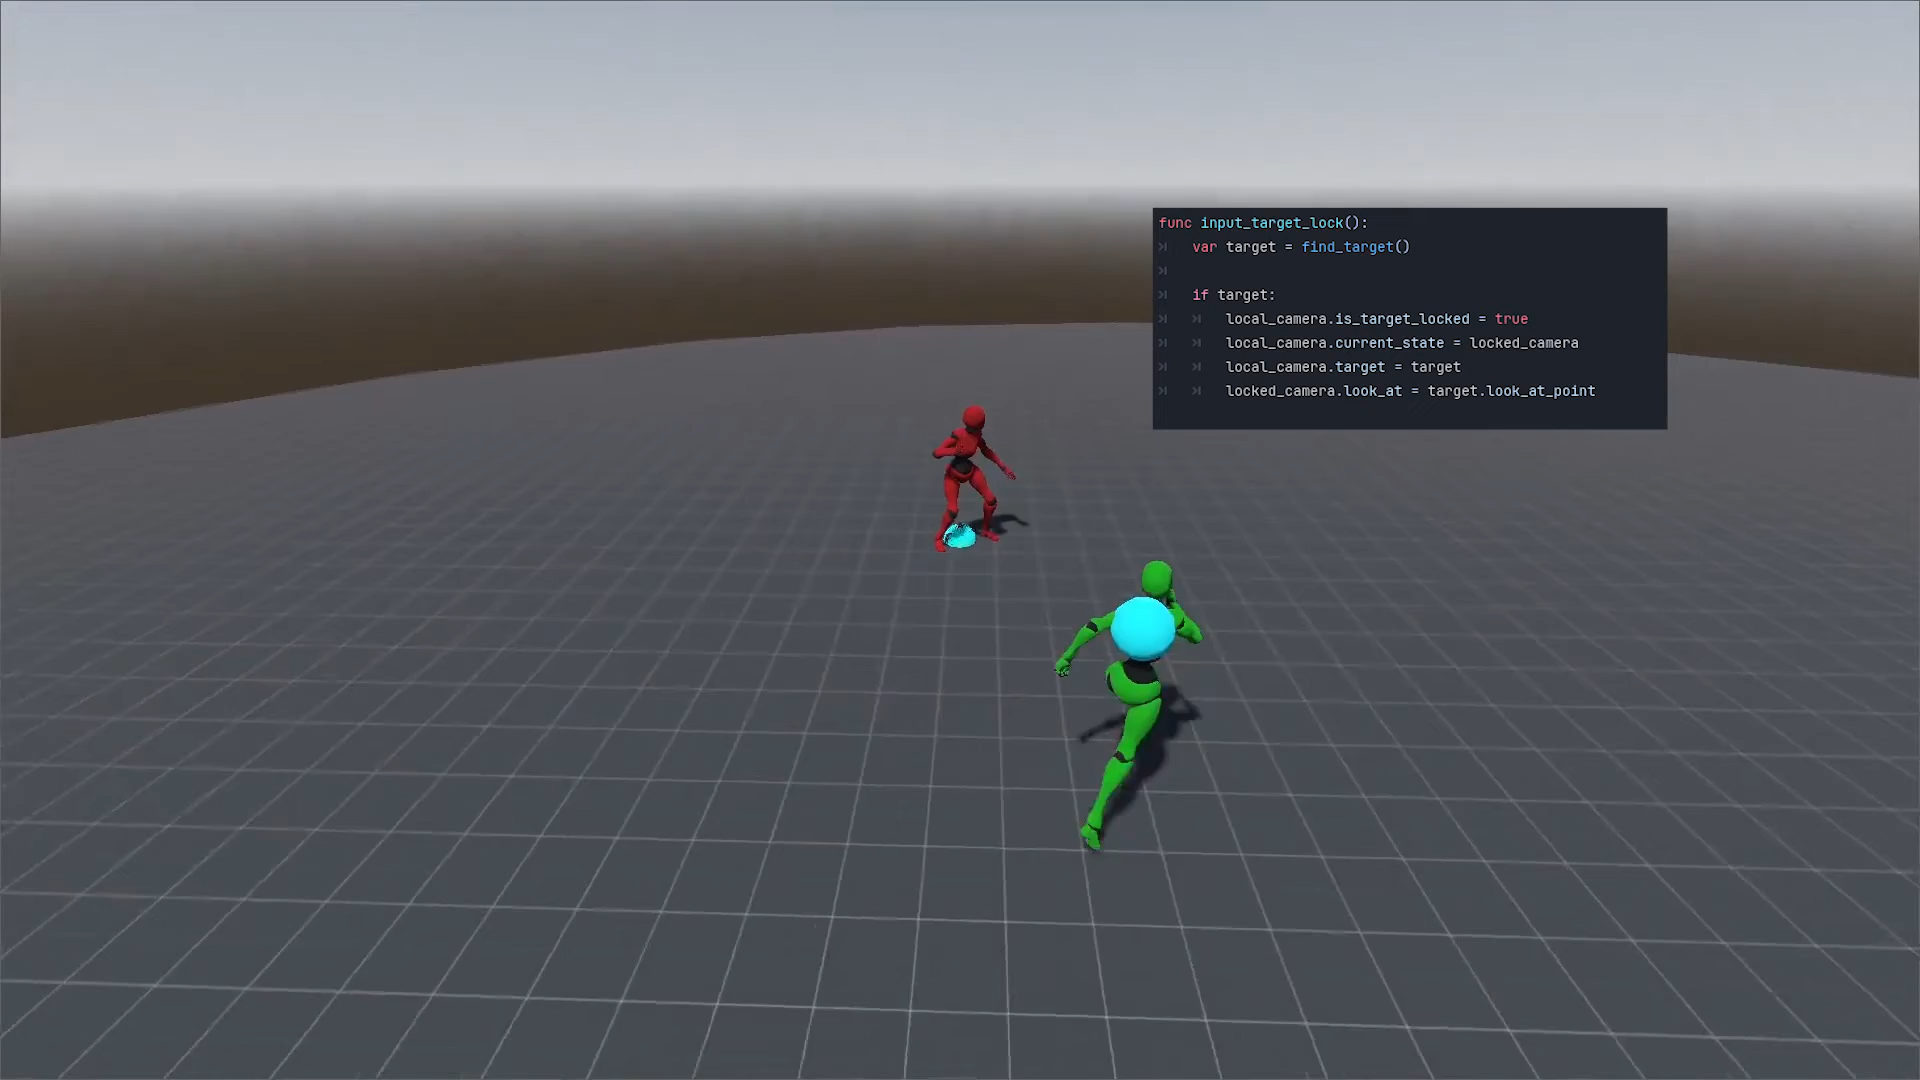 func input_target_lock():
var target = find_target()
if target:
local_camera.is_target_locked = true
local_camera.current_state = locked_camera
local_camera.target = target
locked_camera.look_at = target.look_at_point